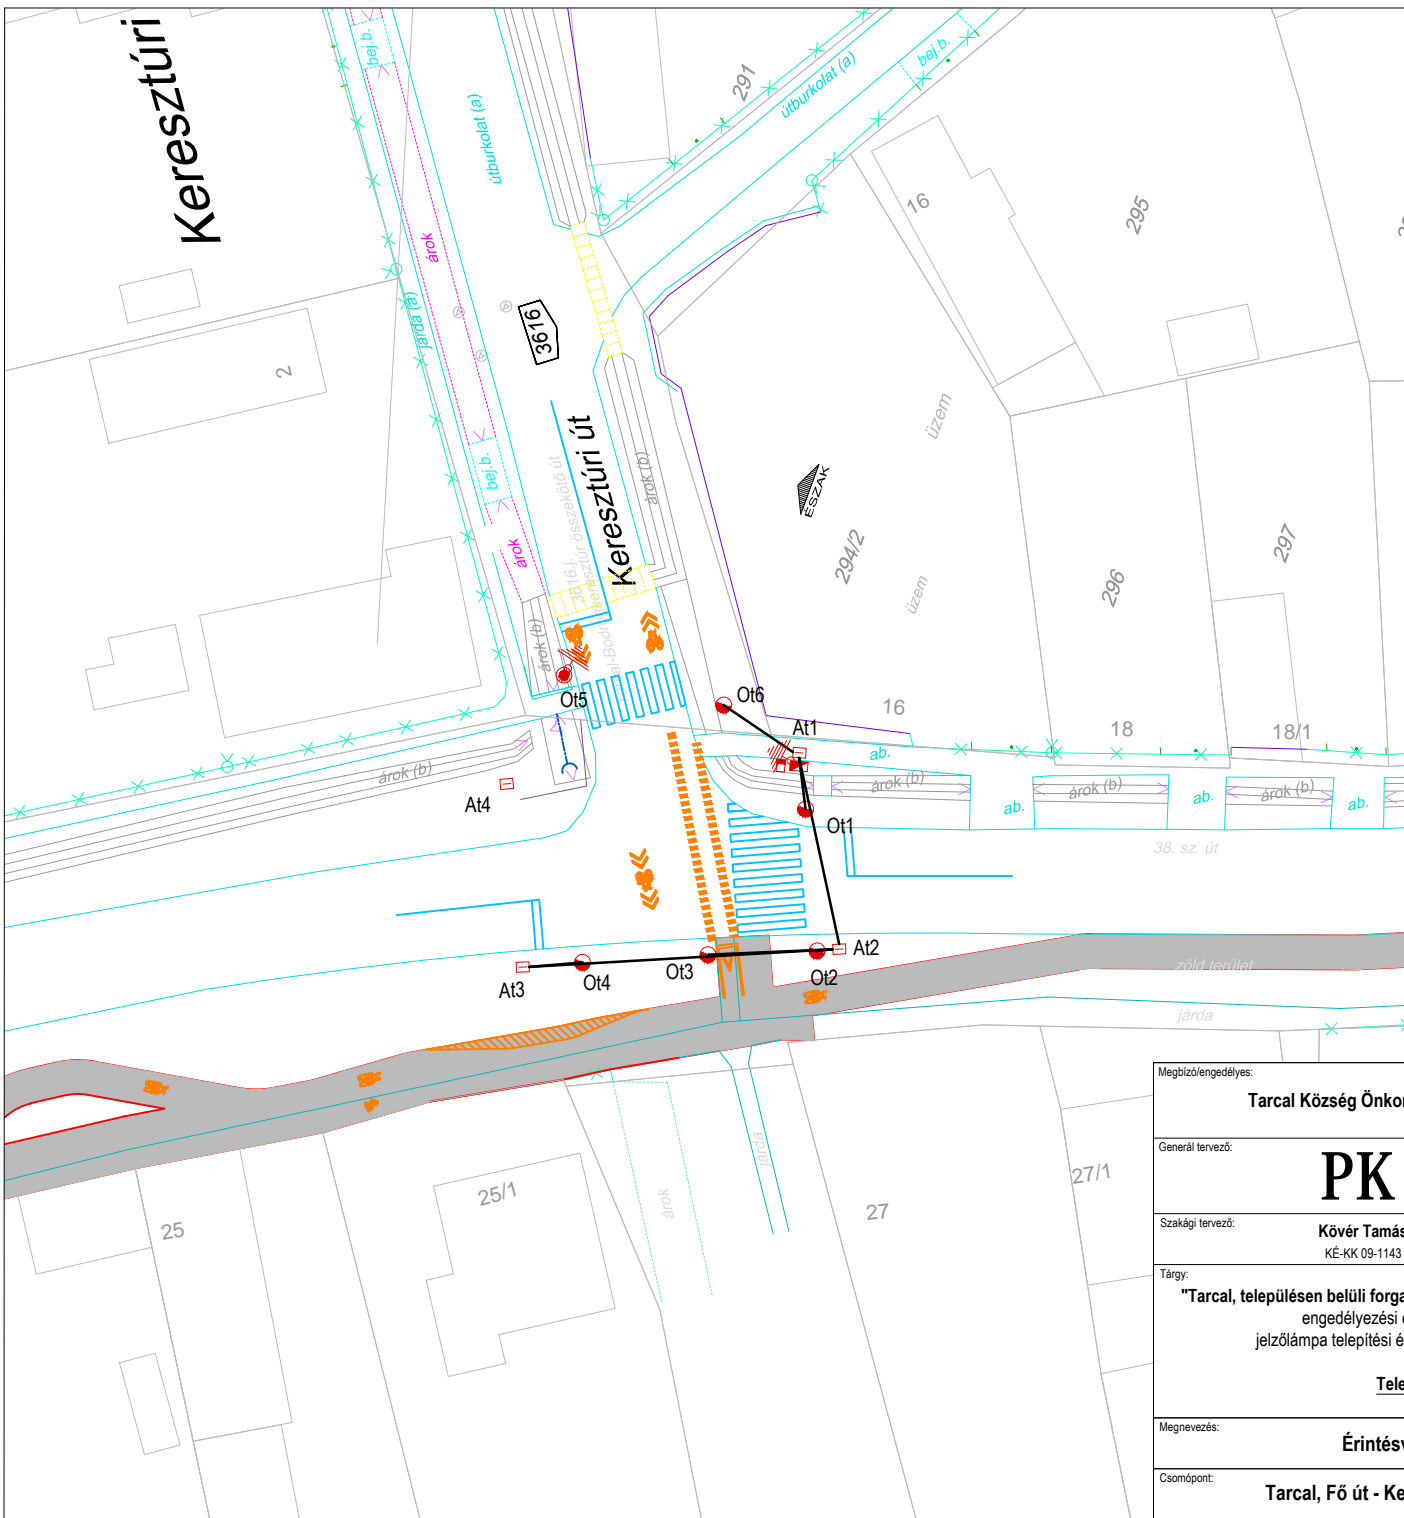 Keresztúri
bej.b.
útburkolat (a)
291
útburkolat (a)
bej.b.
16
295
árok
járda (a)
2
3616
bej.b.
Keresztúri út
3616.j.
árok (b)
üzem
ÉSZAK
294/2
üzem
296
297
árok
árok (b)
Ot5
Ot6
At1
16
18
18/1
ab.
árok (b)
At4
árok (b)
ab.
árok (b)
ab.
árok (b)
ab.
Ot1
38. sz. út
At2
Ot3
Ot2
At3
Ot4
zöld terület
járda
járda
árok
25
25/1
27
27/1
Megbízó/engedélyes:
Tarcal Község Önkor
Generál tervező:
PK
Szakági tervező:
Kövér Tamás
KÉ-KK 09-1143
Tárgy:
"Tarcal, településen belüli forga
engedélyezési
jelzőlámpa telepítési é
Tele
Megnevezés:
Érintésv
Csomópont:
Tarcal, Fő út - Ke